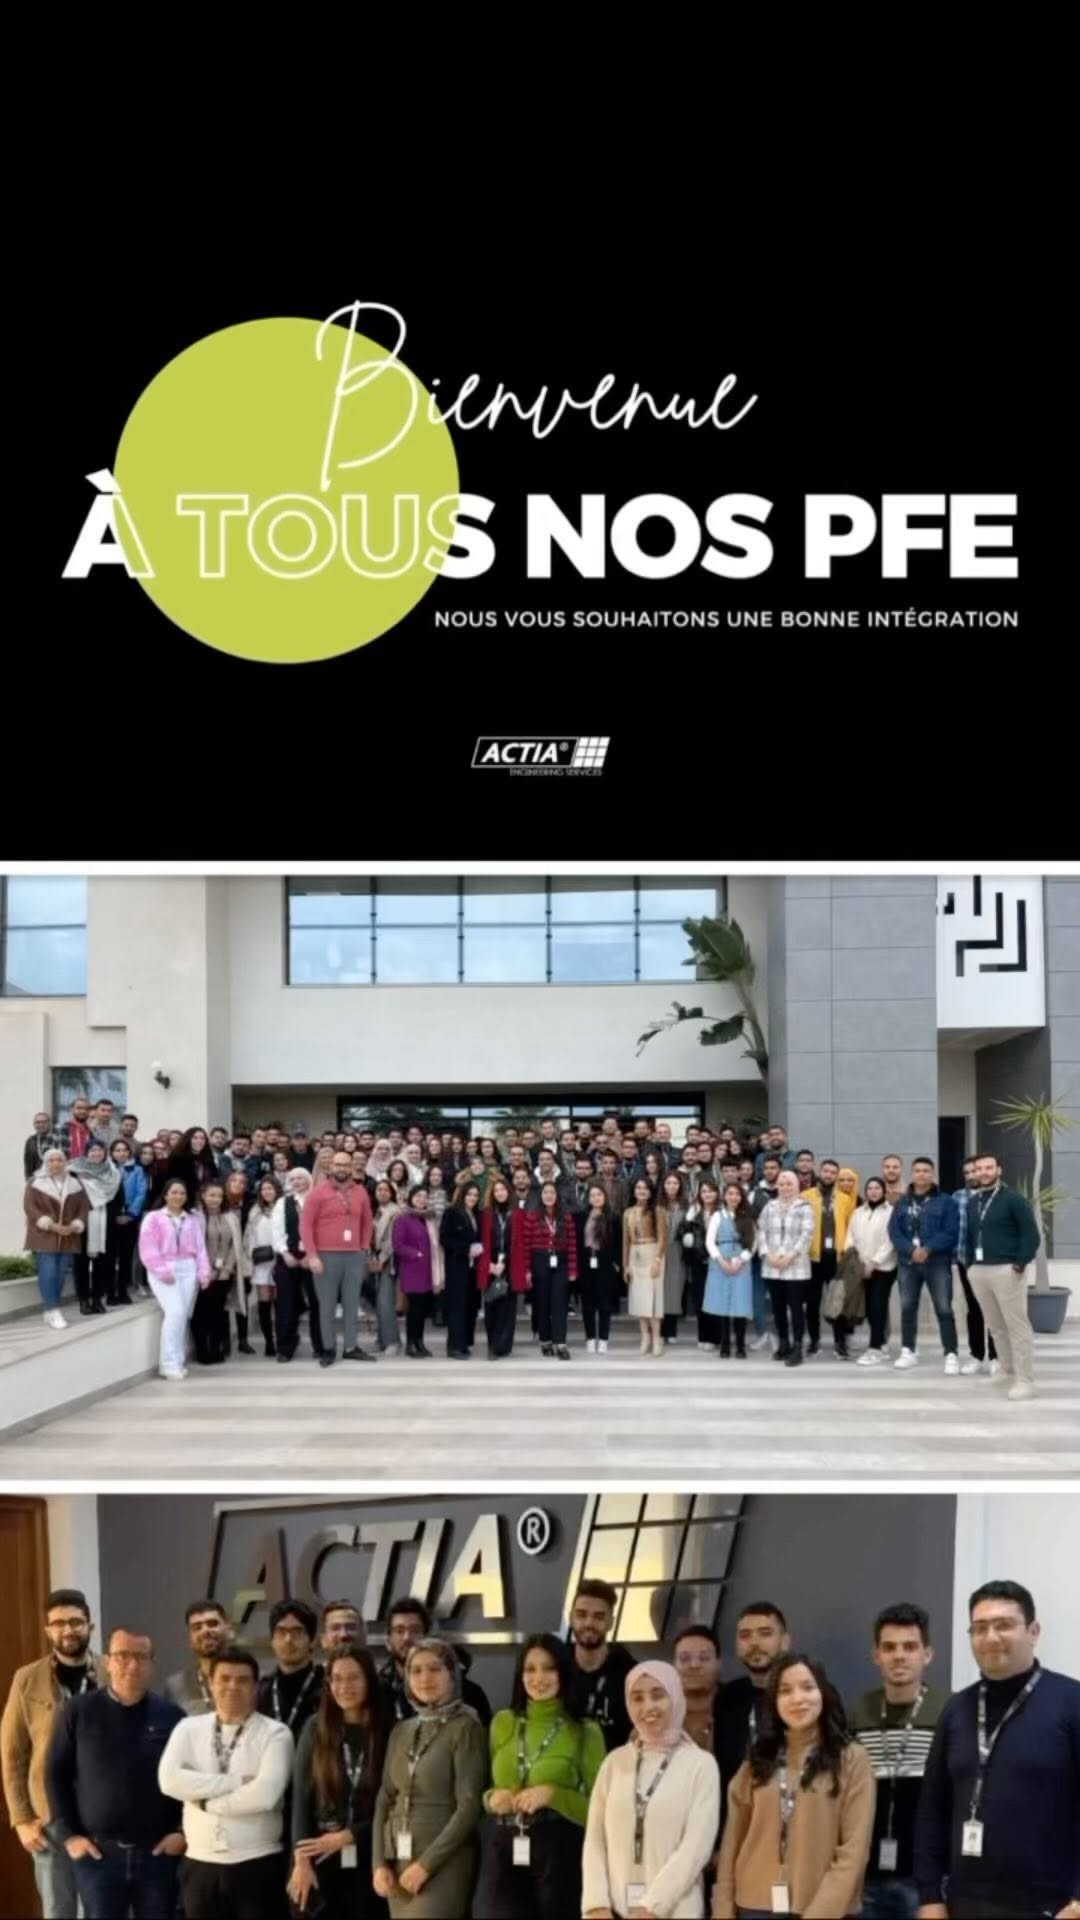 Bienvenue
À TOUS NOS PFE
NOUS VOUS SOUHAITONS UNE BONNE INTÉGRATION
ACTIA®
ENGINEERING SERVICES
ACTIA®